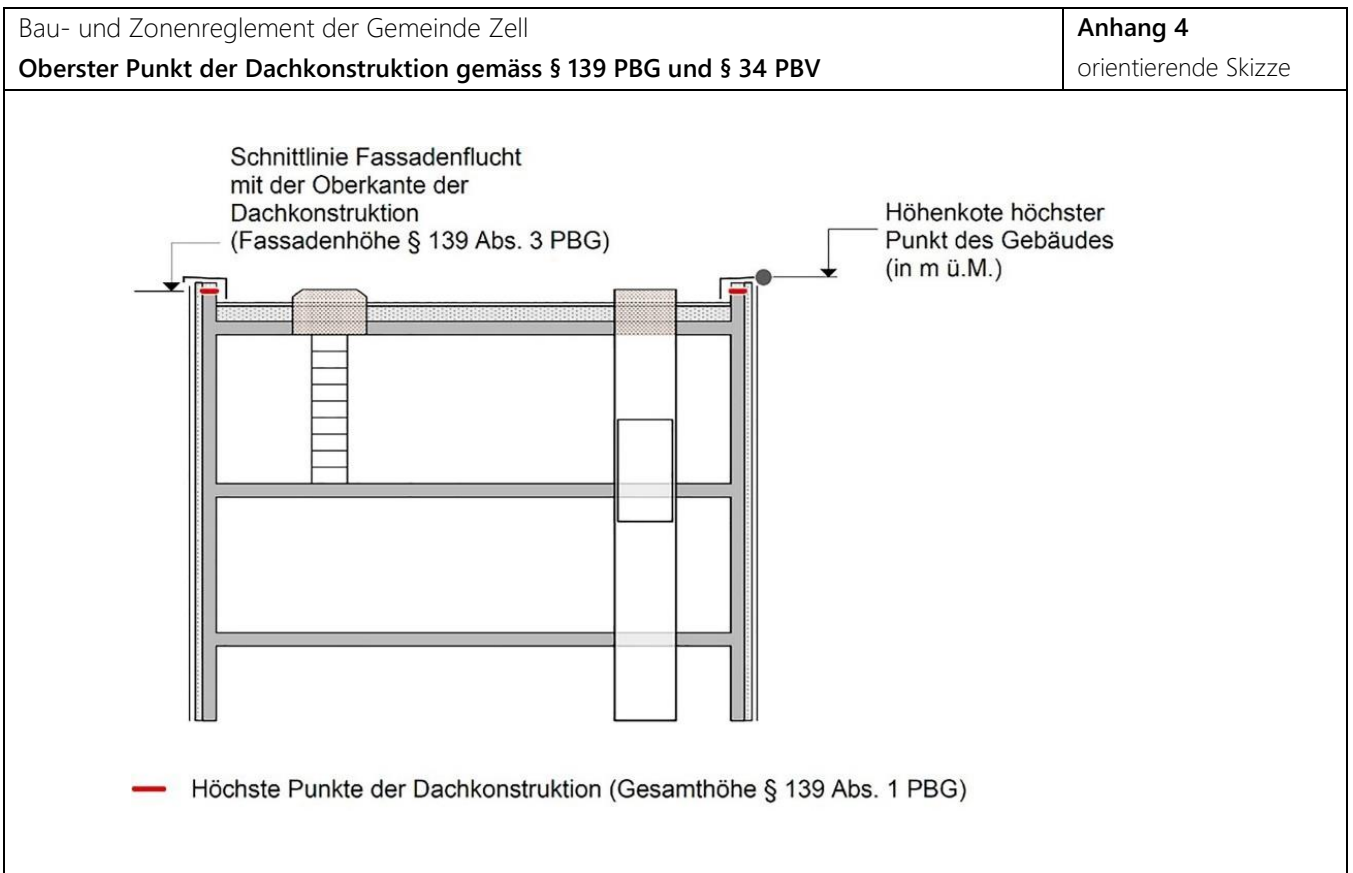 Bau- und Zonenreglement der Gemeinde Zell
Oberster Punkt der Dachkonstruktion gemäss § 139 PBG und § 34 PBV
Anhang 4
orientierende Skizze
Schnittlinie Fassadenflucht
mit der Oberkante der
Dachkonstruktion
(Fassadenhöhe § 139 Abs. 3 PBG)
Höhenkote höchster
Punkt des Gebäudes
(in m ü.M.)
Höchste Punkte der Dachkonstruktion (Gesamthöhe § 139 Abs. 1 PBG)